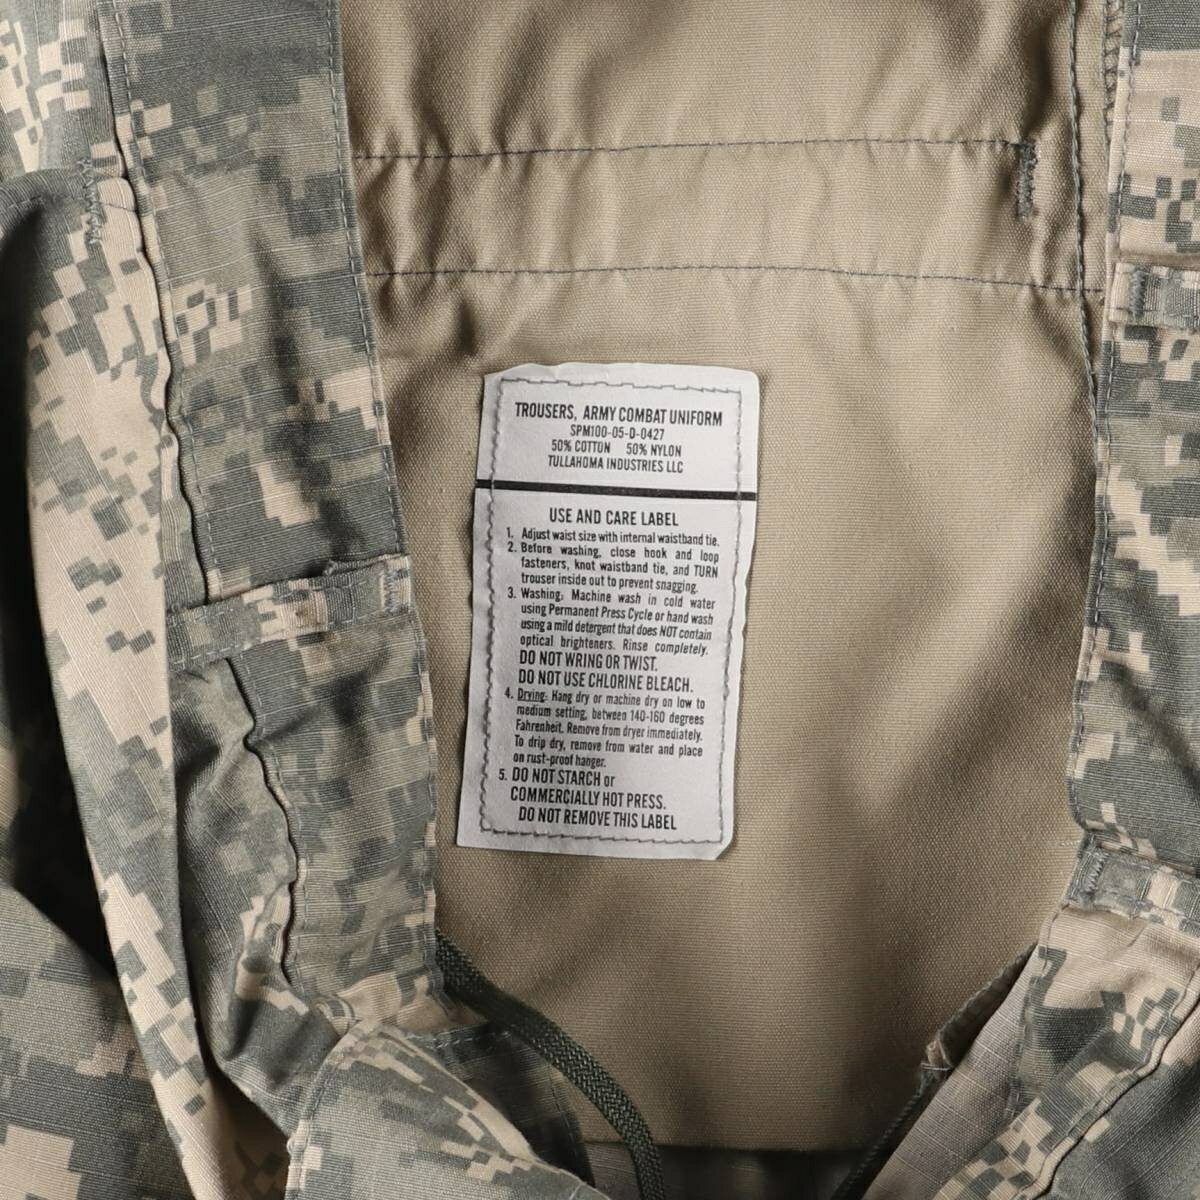 TROUSERS, ARMY COMBAT UNIFORM
SPM100-05-D-0427
50% COTTON 50% NYLON
TULLAHOMA INDUSTRIES LLC
USE AND CARE LABEL
1. Adjust waist size with internal waistband tie.
2. Before washing, close hook and loop
fasteners, knot waistband tie, and TURN
trouser inside out to prevent snagging.
3. Washing: Machine wash in cold water
using Permanent Press Cycle or hand wash
using a mild detergent that does NOT contain
optical brighteners. Rinse completely.
DO NOT WRING OR TWIST.
DO NOT USE CHLORINE BLEACH.
4. Drying: Hang dry or machine dry on low to
medium setting, between 140-160 degrees
Fahrenheit. Remove from dryer immediately.
To drip dry, remove from water and place
on rust-proof hanger.
5. DO NOT STARCH or
COMMERCIALLY HOT PRESS.
DO NOT REMOVE THIS LABEL